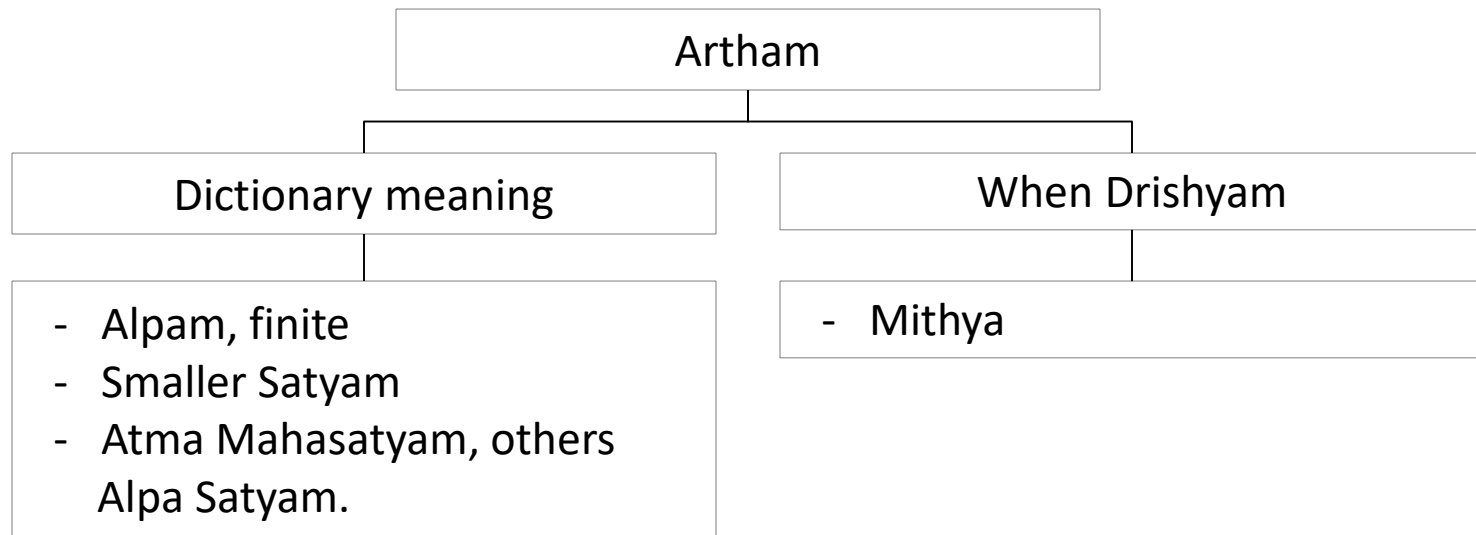 Artham
Dictionary meaning
When Drishyam
- Alpam, finite
- Smaller Satyam
- Atma Mahasatyam, others
Alpa Satyam.
- Mithya